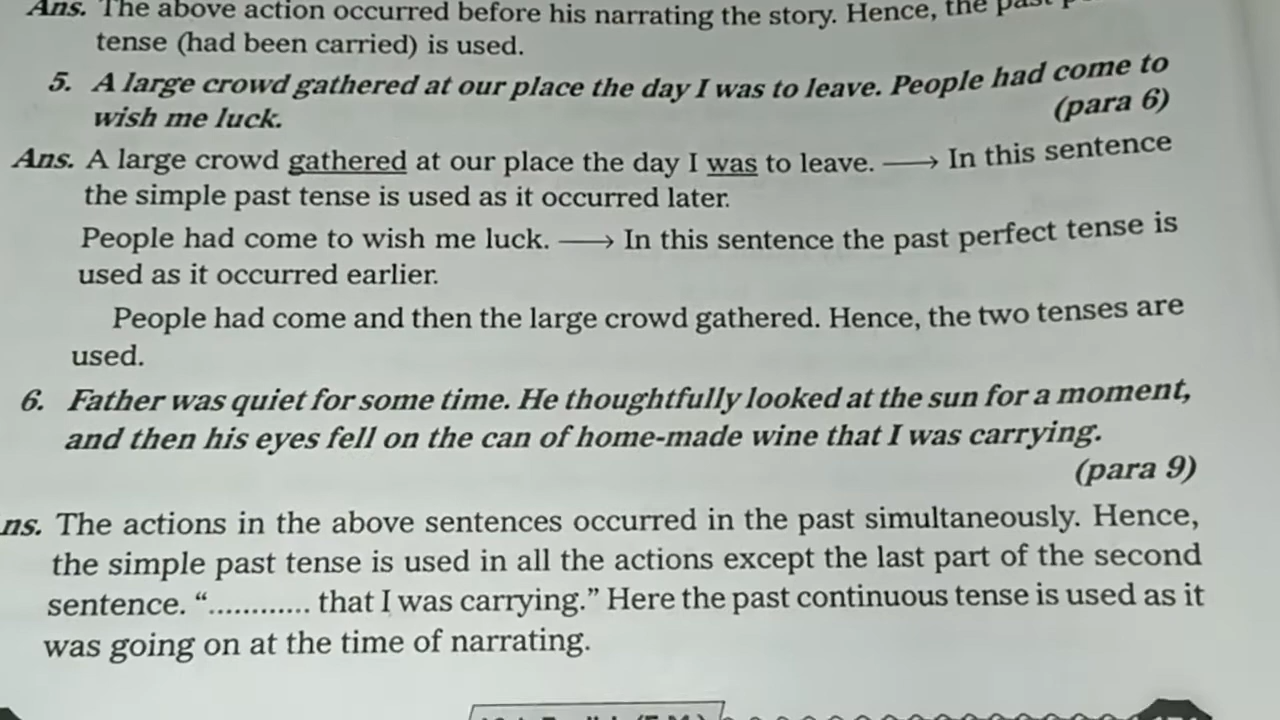 Ans. The above action occurred before his narrating the story. Hence, the past
tense (had been carried) is used.
5. A large crowd gathered at our place the day I was to leave. People had come to
wish me luck. (para 6)
Ans. A large crowd gathered at our place the day I was to leave. → In this sentence
the simple past tense is used as it occurred later.
People had come to wish me luck. → In this sentence the past perfect tense is
used as it occurred earlier.
People had come and then the large crowd gathered. Hence, the two tenses are
used.
6. Father was quiet for some time. He thoughtfully looked at the sun for a moment,
and then his eyes fell on the can of home-made wine that I was carrying.
(para 9)
ns. The actions in the above sentences occurred in the past simultaneously. Hence,
the simple past tense is used in all the actions except the last part of the second
sentence. “............ that I was carrying.” Here the past continuous tense is used as it
was going on at the time of narrating.